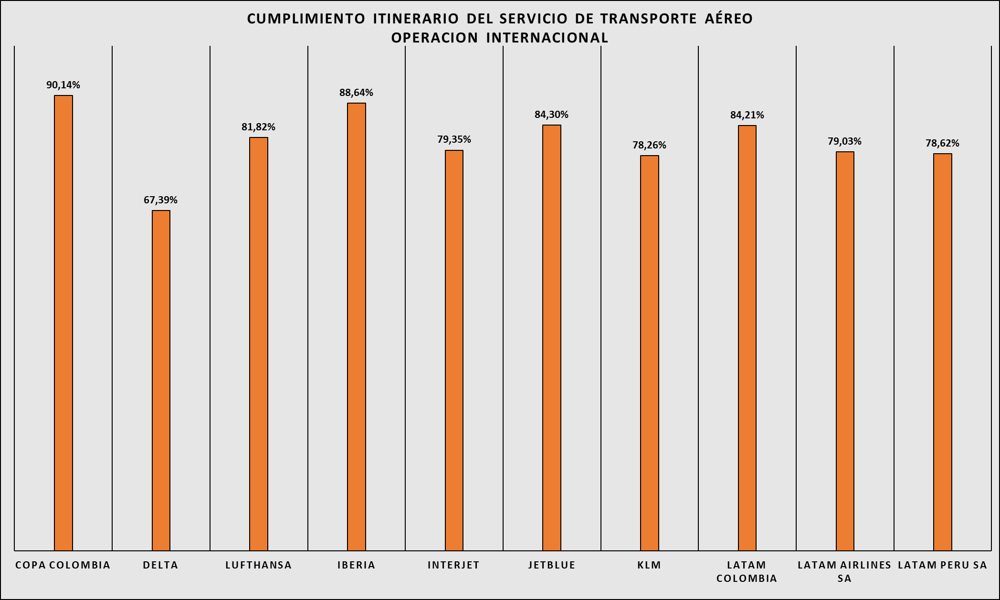 CUMPLIMIENTO ITINERARIO DEL SERVICIO DE TRANSPORTE AÉREO
OPERACION INTERNACIONAL
90,14%
67,39%
81,82%
88,64%
79,35%
84,30%
78,26%
84,21%
79,03%
78,62%
COPA COLOMBIA
DELTA
LUFTHANSA
IBERIA
INTERJET
JETBLUE
KLM
LATAM
COLOMBIA
LATAM AIRLINES
SA
LATAM PERU SA